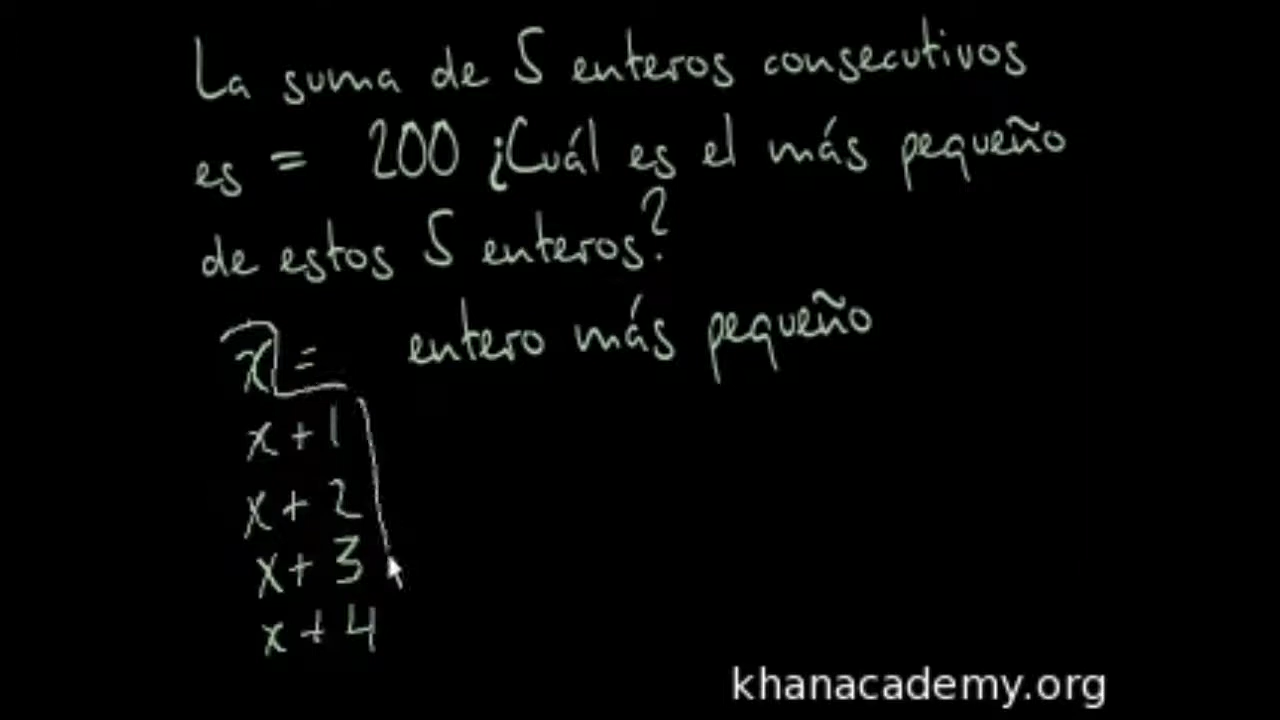 La suma de 5 enteros consecutivos
es = 200 ¿Cuál es el más pequeño
de estos 5 enteros?
x = entero más pequeño
x + 1
x + 2
x + 3
x + 4
khanacademy.org